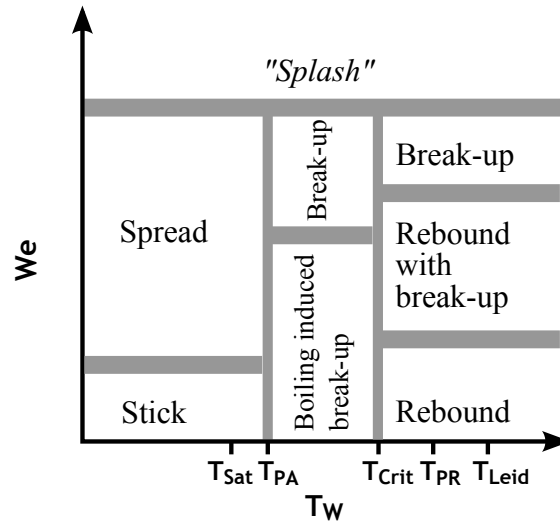 "Splash"
Break-up
Break-up
Spread
Rebound
with
break-up
We
Boiling induced
break-up
Stick
Rebound
TSat TPA TCrit TPR TLeid
TW